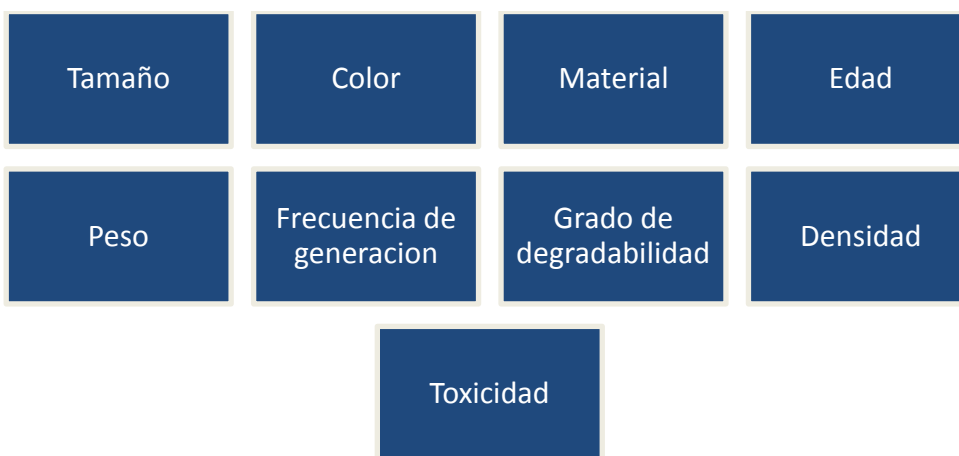 Tamaño
Color
Material
Edad
Peso
Frecuencia de
generacion
Grado de
degradabilidad
Densidad
Toxicidad